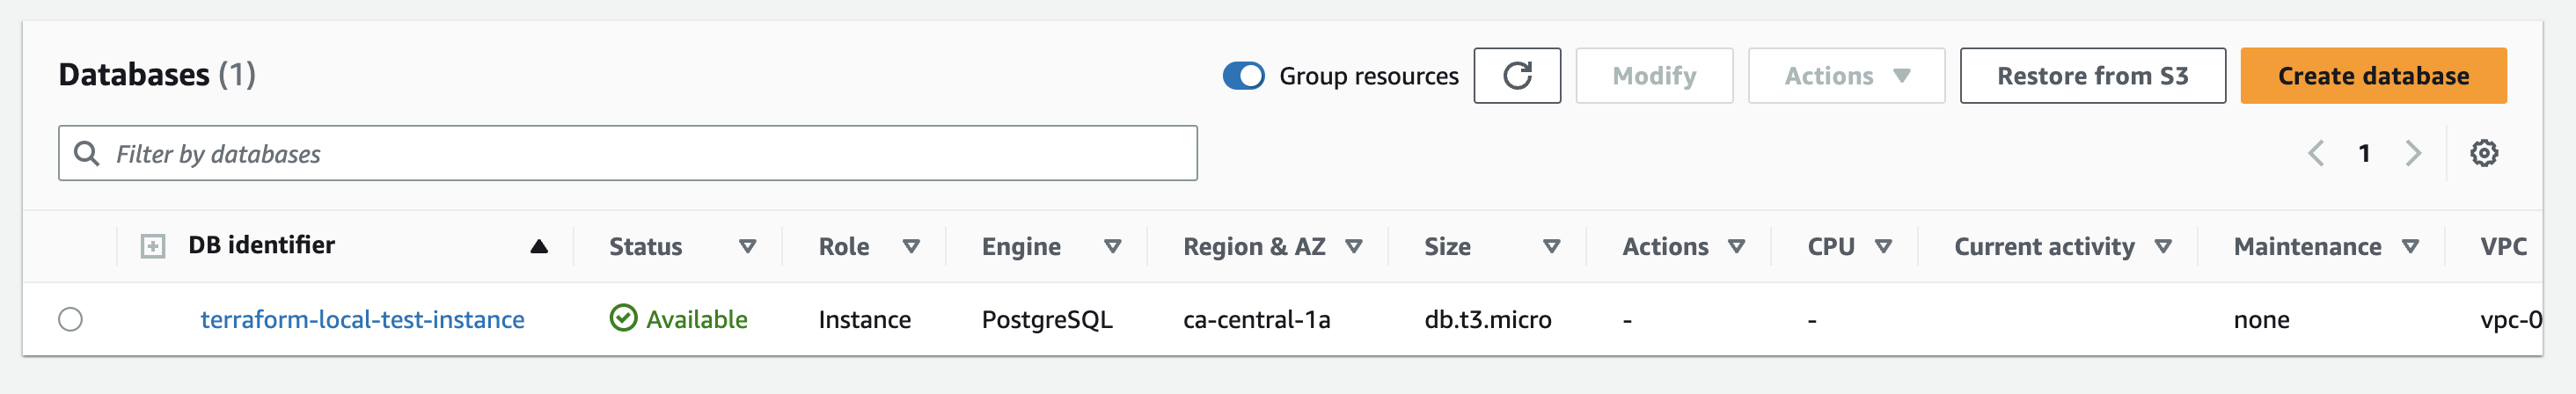 Databases (1)
Group resources
Modify
Actions
Restore from S3
Create database
Filter by databases
1
DB identifier Status Role Engine Region & AZ Size Actions CPU Current activity Maintenance VPC
terraform-local-test-instance Available Instance PostgreSQL ca-central-1a db.t3.micro - - none vpc-0